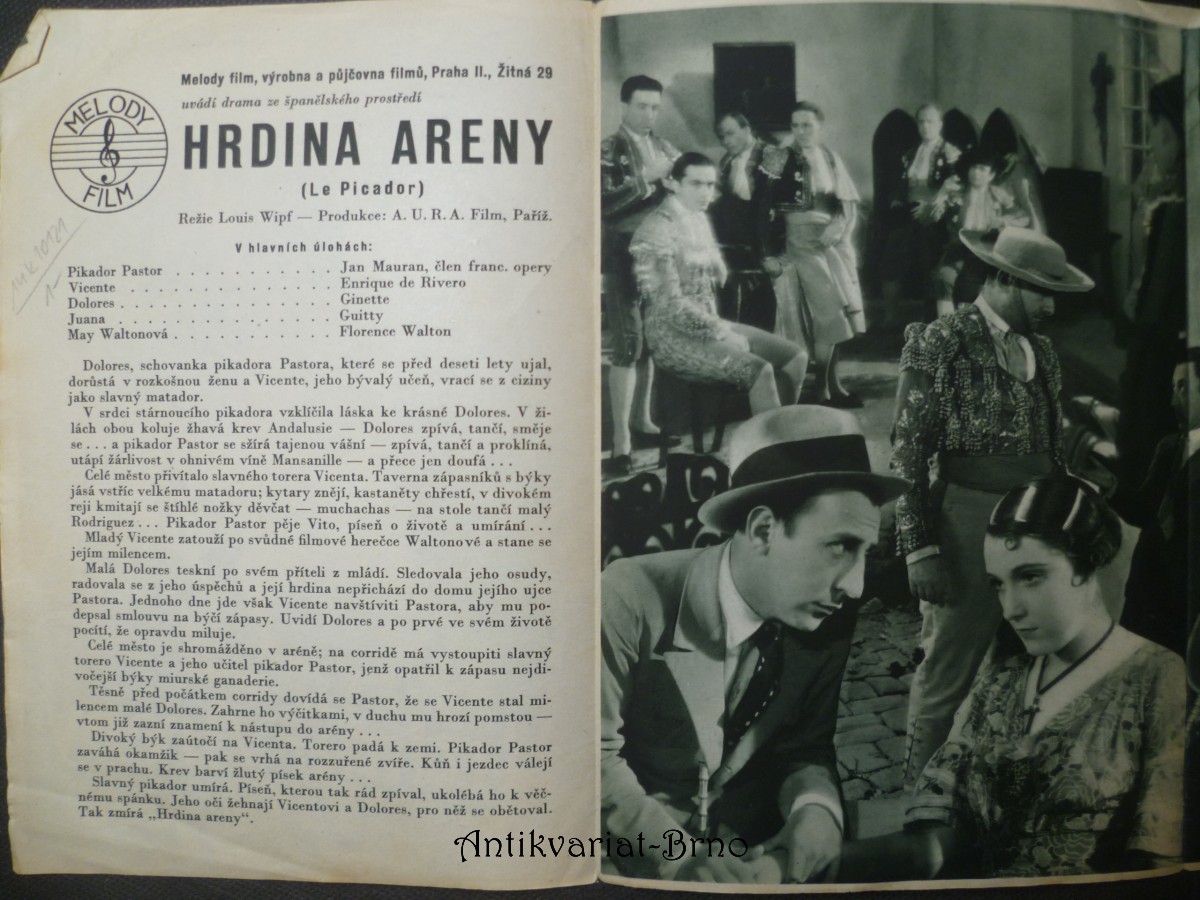 Melody film, výrobna a půjčovna filmů, Praha II., Žitná 29
uvádí drama ze španělského prostředí
MELODY
FILM
HRDINA ARENY
(Le Picador)
Režie Louis Wipf — Produkce: A. U. R. A. Film, Paříž.
V hlavních úlohách:
Pikador Pastor . . . . . . . . . . . . Jan Mauran, člen franc. opery
Vicente . . . . . . . . . . . . . . . Enrique de Rivero
Dolores . . . . . . . . . . . . . . . Ginette
Juana . . . . . . . . . . . . . . . Guitty
May Waltonová . . . . . . . . . . . . Florence Walton
Dolores, schovanka pikadora Pastora, které se před deseti lety ujal,
dorůstá v rozkošnou ženu a Vicente, jeho bývalý učeň, vrací se z ciziny
jako slavný matador.
V srdci stárnoucího pikadora vzklíčila láska ke krásné Dolores. V ži-
lách obou koluje žhavá krev Andalusie — Dolores zpívá, tančí, směje
se . . . a pikador Pastor se sžírá tajenou vášní — zpívá, tančí a proklíná,
utápí žárlivost v ohnivém víně Mansanille — a přece jen doufá . . .
Celé město přivítalo slavného torera Vicenta. Taverna zápasníků s býky
jásá vstříc velkému matadoru; kytary znějí, kastaněty chřestí, v divokém
reji kmitají se štíhlé nožky děvčat — muchachas — na stole tančí malý
Rodriguez . . . Pikador Pastor pěje Vito, píseň o životě a umírání . . .
Mladý Vicente zatouží po svůdné filmové herečce Waltonové a stane se
jejím milencem.
Malá Dolores teskní po svém příteli z mládí. Sledovala jeho osudy,
radovala se z jeho úspěchů a její hrdina nepřichází do domu jejího ujce
Pastora. Jednoho dne jde však Vicente navštíviti Pastora, aby mu po-
depsal smlouvu na býčí zápasy. Uvidí Dolores a po prvé ve svém životě
pocítí, že opravdu miluje.
Celé město je shromážděno v aréně; na corridě má vystoupiti slavný
torero Vicente a jeho učitel pikador Pastor, jenž opatřil k zápasu nejdi-
vočejší býky miurské ganaderie.
Těsně před počátkem corridy dovídá se Pastor, že se Vicente stal mi-
lencem malé Dolores. Zahrne ho výčitkami, v duchu mu hrozí pomstou —
vtom již zazní znamení k nástupu do arény . . .
Divoký býk zaútočí na Vicenta. Torero padá k zemi. Pikador Pastor
zaváhá okamžik — pak se vrhá na rozzuřené zvíře. Kůň i jezdec válejí
se v prachu. Krev barví žlutý písek arény . . .
Slavný pikador umírá. Píseň, kterou tak rád zpíval, ukolébá ho k věč-
nému spánku. Jeho oči žehnají Vicentovi a Dolores, pro něž se obětoval.
Tak zmírá „Hrdina areny".
Antikvariat-Brno